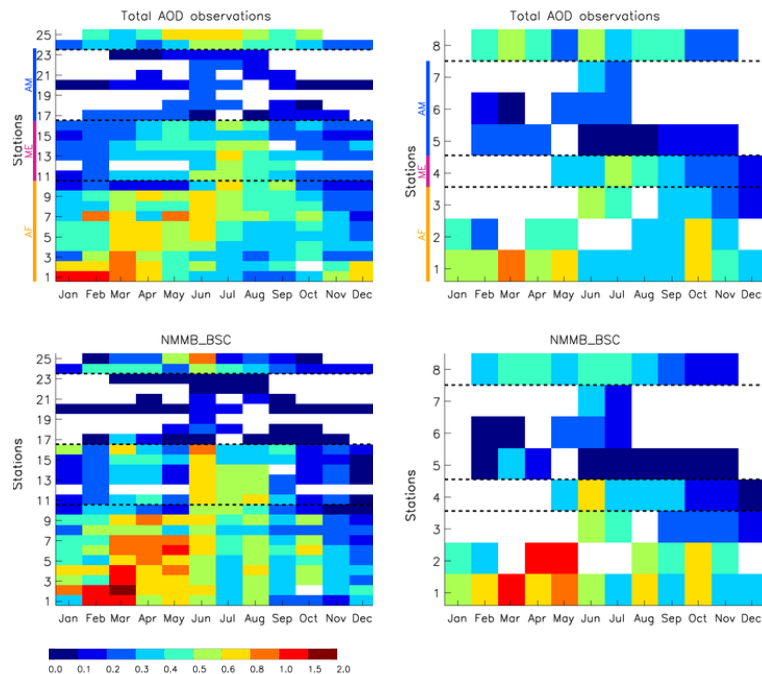 Total AOD observations
25
23
21
19
17
15
13
11
9
7
5
3
1
Stations
AM
ME
AF
Jan Feb Mar Apr May Jun Jul Aug Sep Oct Nov Dec
Total AOD observations
8
7
6
5
4
3
2
1
Stations
AM
ME
AF
Jan Feb Mar Apr May Jun Jul Aug Sep Oct Nov Dec
NMMB_BSC
25
23
21
19
17
15
13
11
9
7
5
3
1
Stations
Jan Feb Mar Apr May Jun Jul Aug Sep Oct Nov Dec
NMMB_BSC
8
7
6
5
4
3
2
1
Stations
Jan Feb Mar Apr May Jun Jul Aug Sep Oct Nov Dec
0.0 0.1 0.2 0.3 0.4 0.5 0.6 0.8 1.0 1.5 2.0